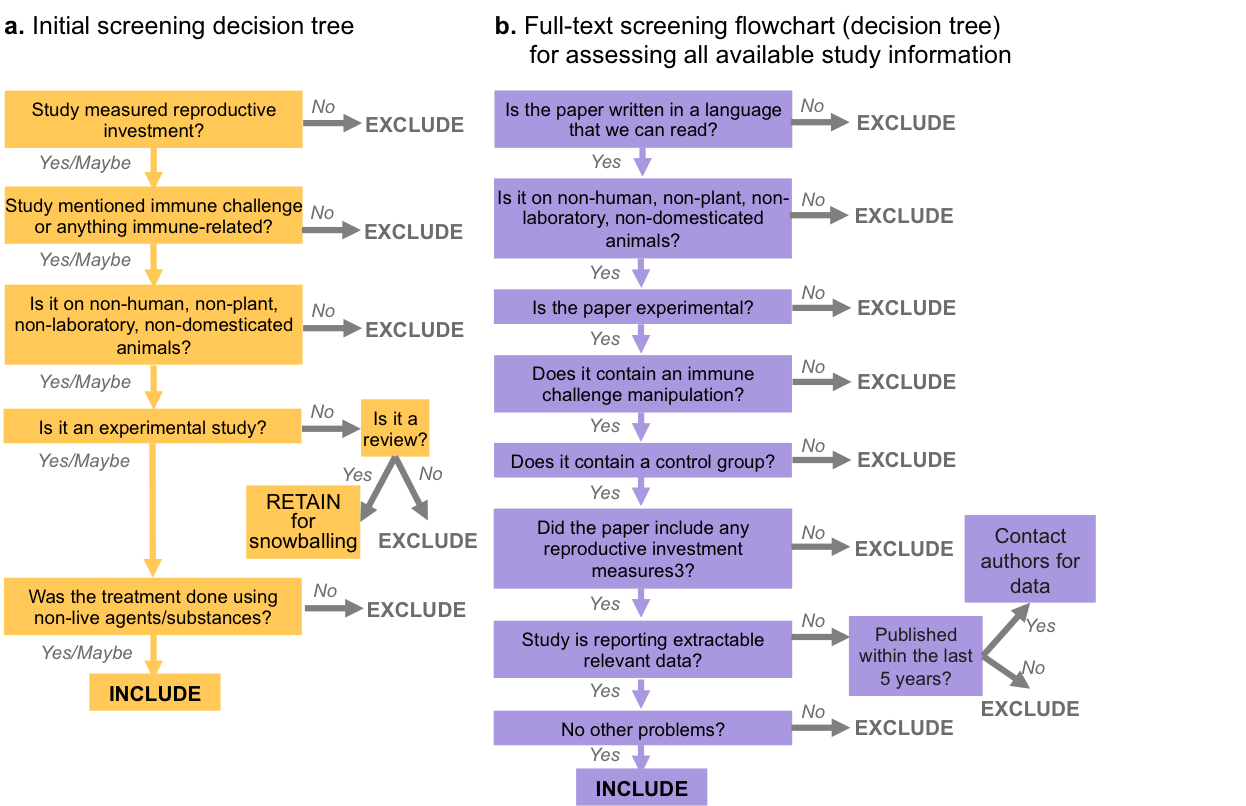 a. Initial screening decision tree
Study measured reproductive
investment?
No
EXCLUDE
Yes/Maybe
Study mentioned immune challenge
or anything immune-related?
No
EXCLUDE
Yes/Maybe
Is it on non-human, non-plant,
non-laboratory, non-domesticated
animals?
No
EXCLUDE
Yes/Maybe
Is it an experimental study?
No
Is it a
review?
Yes
No
RETAIN
for
snowballing
EXCLUDE
Yes/Maybe
Was the treatment done using
non-live agents/substances?
No
EXCLUDE
Yes/Maybe
INCLUDE
b. Full-text screening flowchart (decision tree)
for assessing all available study information
Is the paper written in a language
that we can read?
No
EXCLUDE
Yes
Is it on non-human, non-plant, non-
laboratory, non-domesticated
animals?
No
EXCLUDE
Yes
Is the paper experimental?
No
EXCLUDE
Yes
Does it contain an immune
challenge manipulation?
No
EXCLUDE
Yes
Does it contain a control group?
No
EXCLUDE
Yes
Did the paper include any
reproductive investment
measures3?
No
EXCLUDE
Yes
Study is reporting extractable
relevant data?
No
Published
within the last
5 years?
Yes
Contact
authors for
data
No
EXCLUDE
Yes
No other problems?
No
EXCLUDE
Yes
INCLUDE